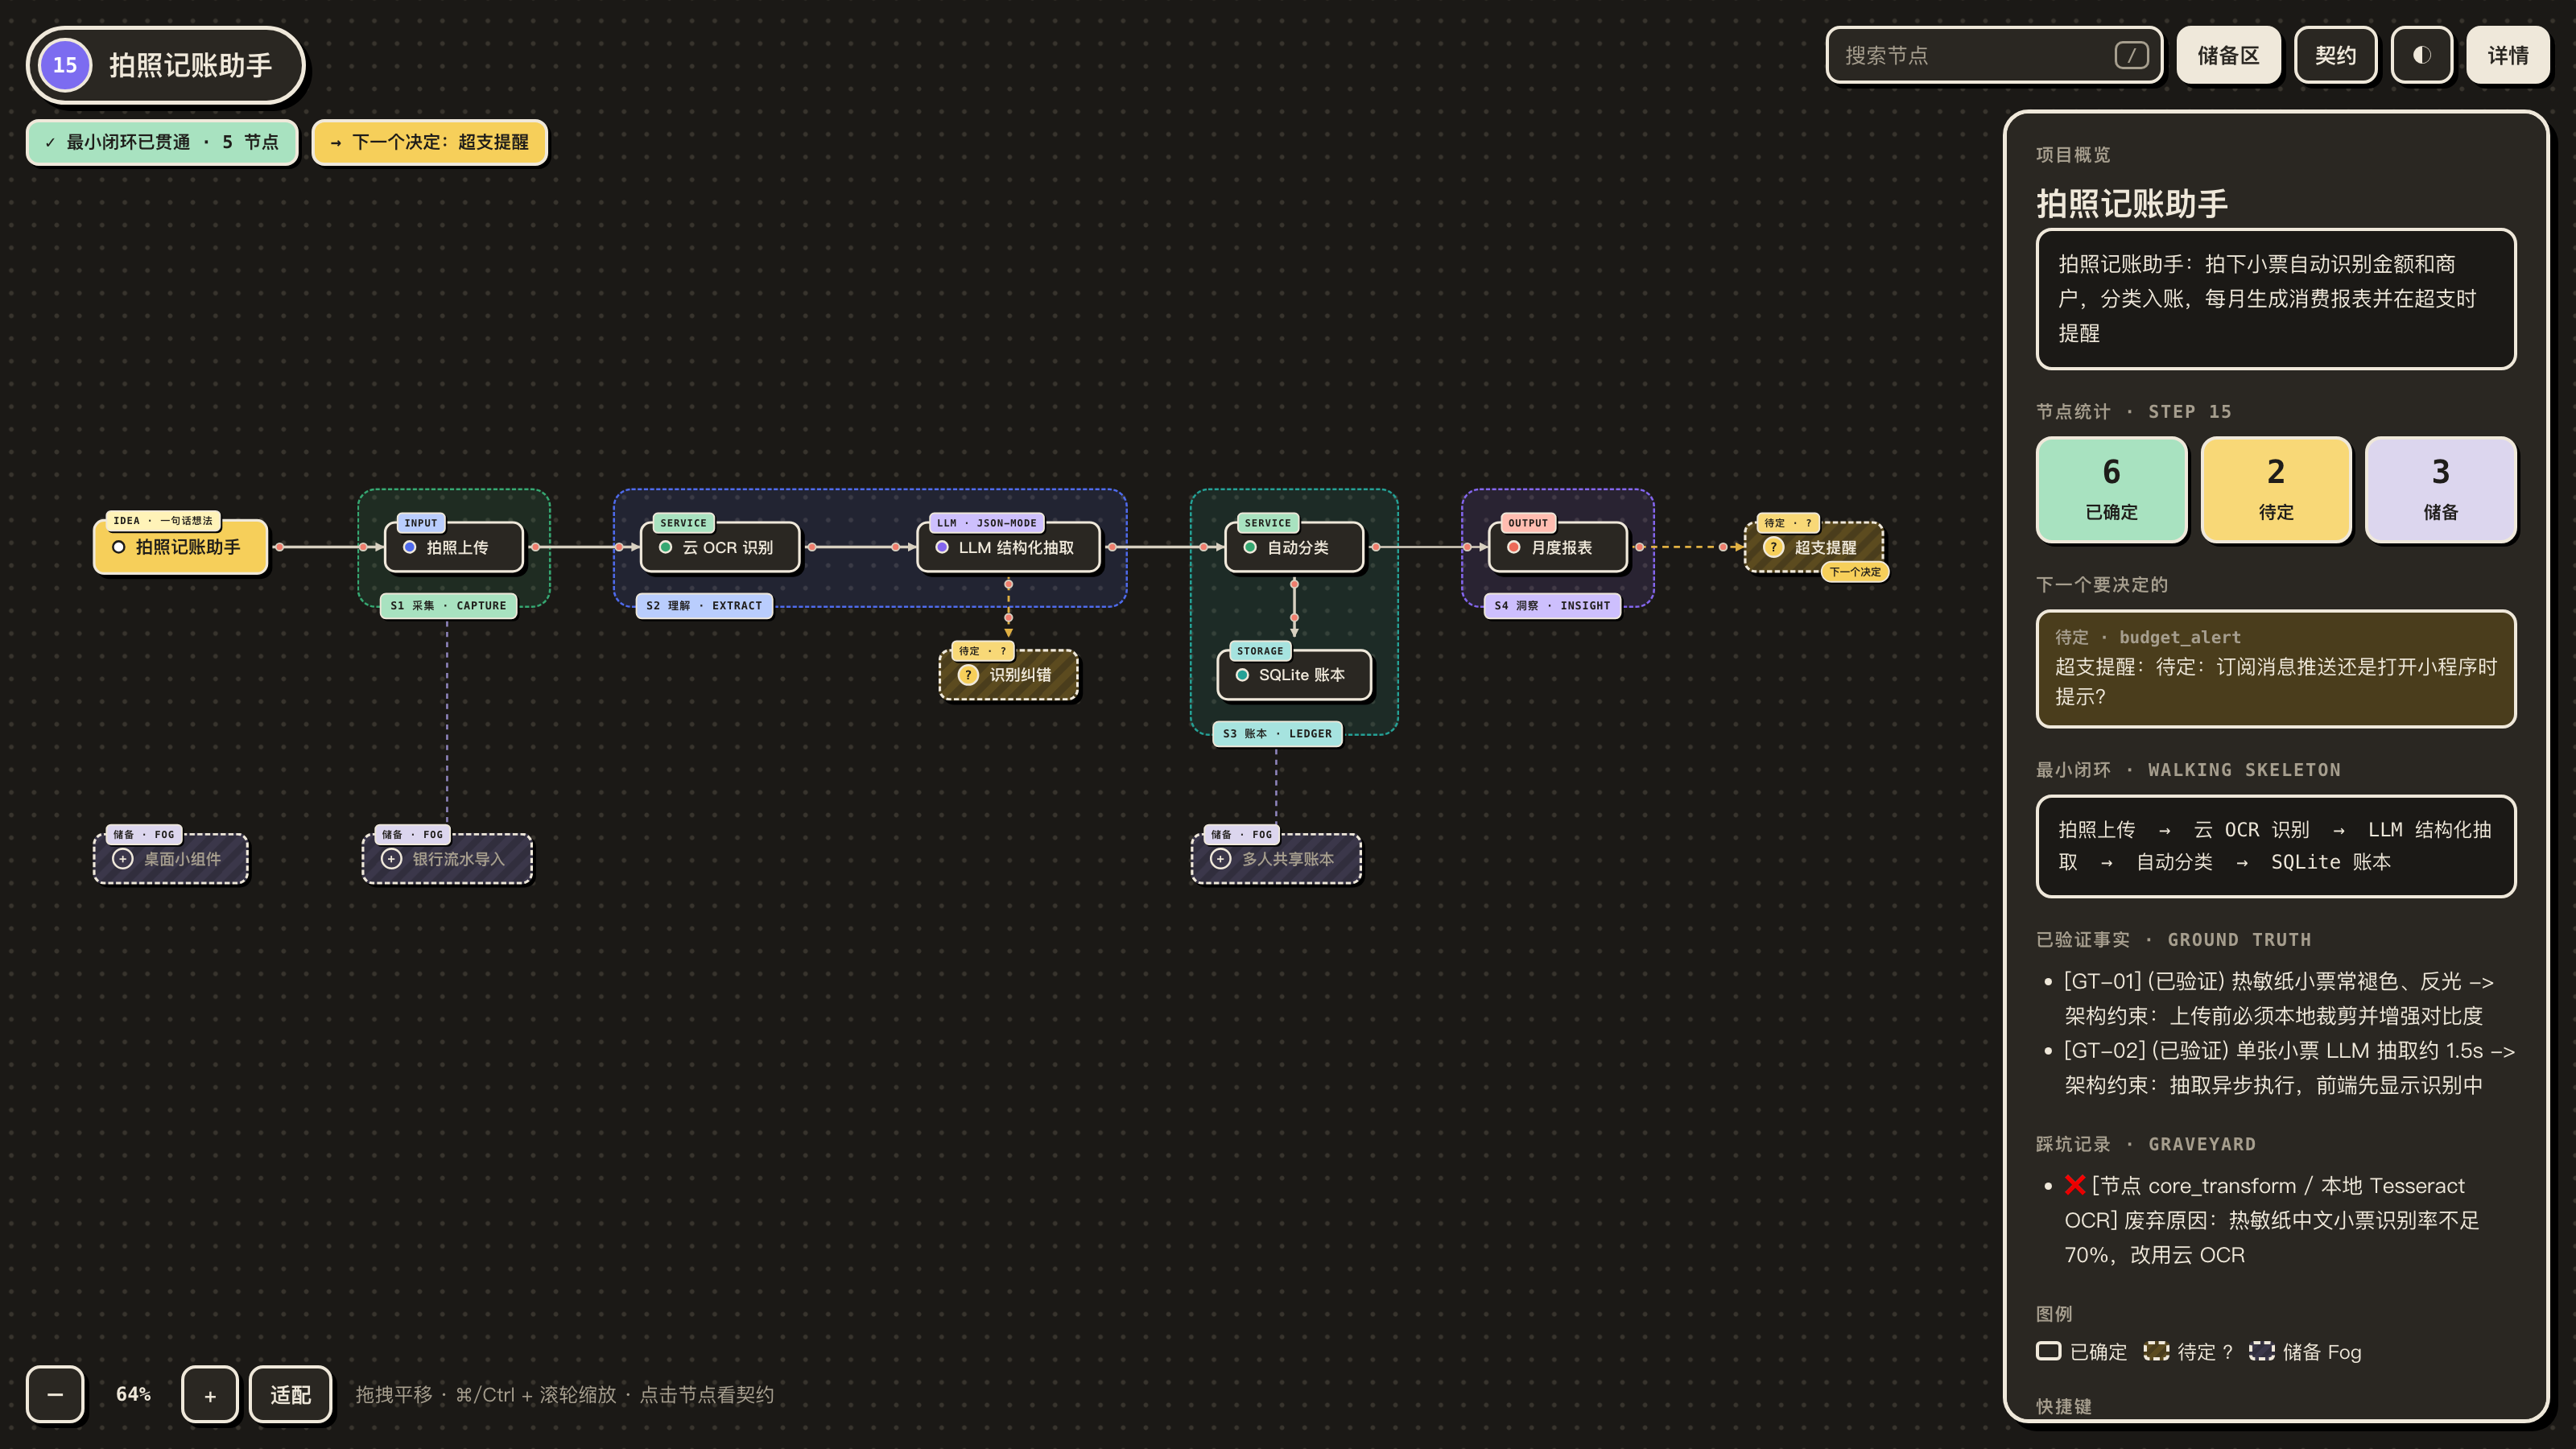 15 拍照记账助手
搜索节点 /
储备区
契约
详情
✓ 最小闭环已贯通 · 5 节点
→ 下一个决定：超支提醒
IDEA · 一句话想法
拍照记账助手
INPUT
拍照上传
S1 采集 · CAPTURE
SERVICE
云 OCR 识别
LLM · JSON-MODE
LLM 结构化抽取
S2 理解 · EXTRACT
待定 · ?
? 识别纠错
SERVICE
自动分类
STORAGE
SQLite 账本
S3 账本 · LEDGER
OUTPUT
月度报表
S4 洞察 · INSIGHT
待定 · ?
? 超支提醒
下一个决定
储备 · FOG
+ 桌面小组件
储备 · FOG
+ 银行流水导入
储备 · FOG
+ 多人共享账本
− 64% + 适配
拖拽平移 · ⌘/Ctrl + 滚轮缩放 · 点击节点看契约
项目概览
拍照记账助手
拍照记账助手：拍下小票自动识别金额和商
户，分类入账，每月生成消费报表并在超支时
提醒
节点统计 · STEP 15
6 2 3
已确定 待定 储备
下一个要决定的
待定 · budget_alert
超支提醒：待定：订阅消息推送还是打开小程序时
提示?
最小闭环 · WALKING SKELETON
拍照上传 → 云 OCR 识别 → LLM 结构化抽
取 → 自动分类 → SQLite 账本
已验证事实 · GROUND TRUTH
• [GT-01] (已验证) 热敏纸小票常褪色、反光 ->
架构约束：上传前必须本地裁剪并增强对比度
• [GT-02] (已验证) 单张小票 LLM 抽取约 1.5s ->
架构约束：抽取异步执行，前端先显示识别中
踩坑记录 · GRAVEYARD
• ❌ [节点 core_transform / 本地 Tesseract
OCR] 废弃原因：热敏纸中文小票识别率不足
70%，改用云 OCR
图例
已确定 待定 ? 储备 Fog
快捷键